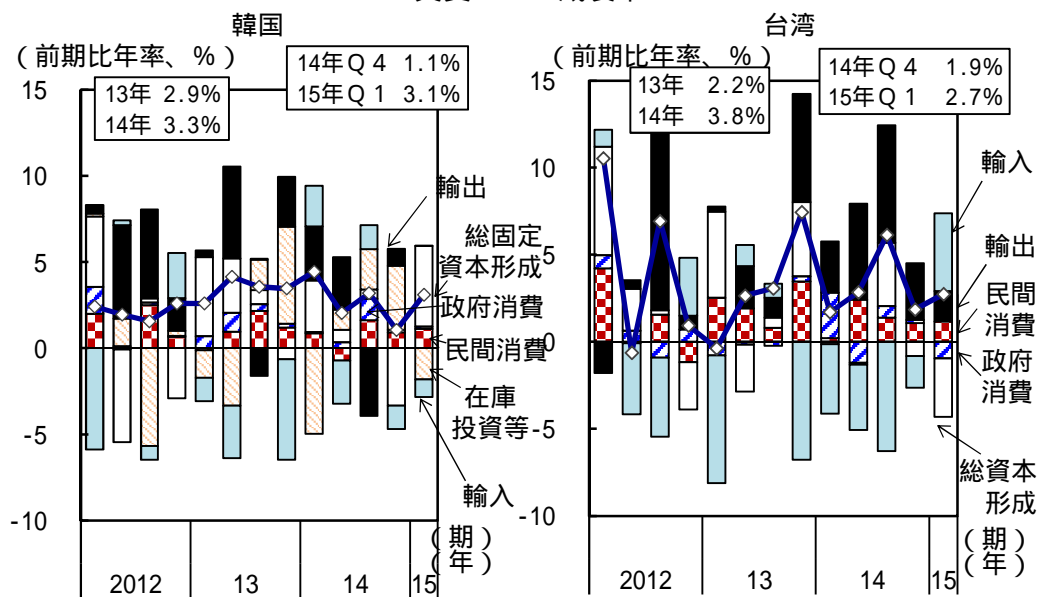 韓国
（前期比年率、％）
13年 2.9%
14年 3.3%
14年Ｑ４ 1.1%
15年Ｑ１ 3.1%
15
10
5
0
-5
-10
輸出
総固定
資本形成
政府消費
民間消費
在庫
投資等
輸入
（期）
（年）
2012
13
14
15
台湾
（前期比年率、％）
13年 2.2%
14年 3.8%
14年Ｑ４ 1.9%
15年Ｑ１ 2.7%
15
10
5
0
-5
-10
輸入
輸出
民間
消費
政府
消費
総資本
形成
（期）
（年）
2012
13
14
15